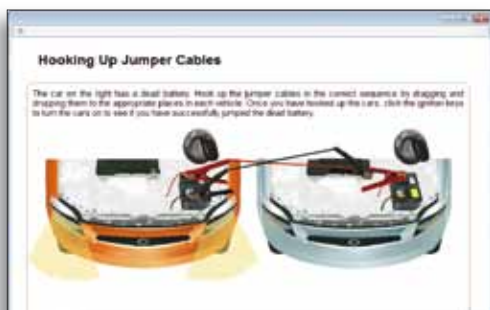 Hooking Up Jumper Cables
The car on the right has a dead battery. Hook up the jumper cables in the correct sequence by dragging and
dropping them to the appropriate places in each vehicle. Once you have hooked up the cars, click the ignition keys
to turn the cars on to see if you have successfully jumped the dead battery.